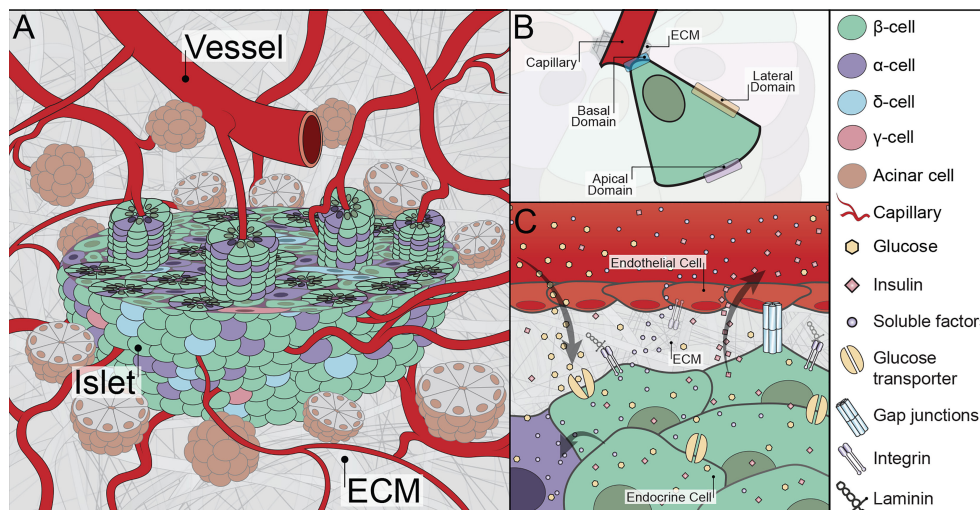 A
Vessel
Islet
ECM
B
ECM
Capillary
Lateral
Domain
Basal
Domain
Apical
Domain
C
Endothelial Cell
ECM
Endocrine Cell
β-cell
α-cell
δ-cell
γ-cell
Acinar cell
Capillary
Glucose
Insulin
Soluble factor
Glucose
transporter
Gap junctions
Integrin
Laminin